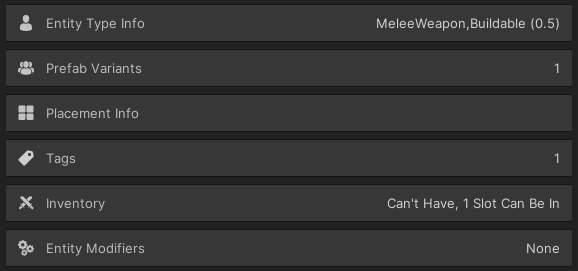 Entity Type Info MeleeWeapon,Buildable (0.5)
Prefab Variants 1
Placement Info
Tags 1
Inventory Can't Have, 1 Slot Can Be In
Entity Modifiers None